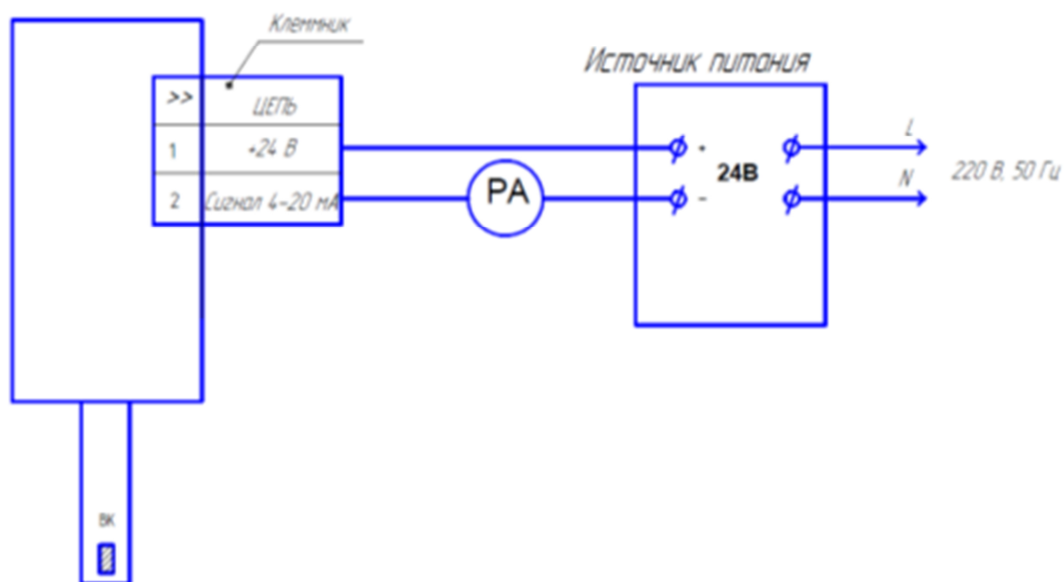 Клеммник
Источник питания
>> ЦЕПЬ
1 +24 В
2 Сигнал 4-20 мА
PA
+
24В
-
L
N
220 В, 50 Гц
ВК